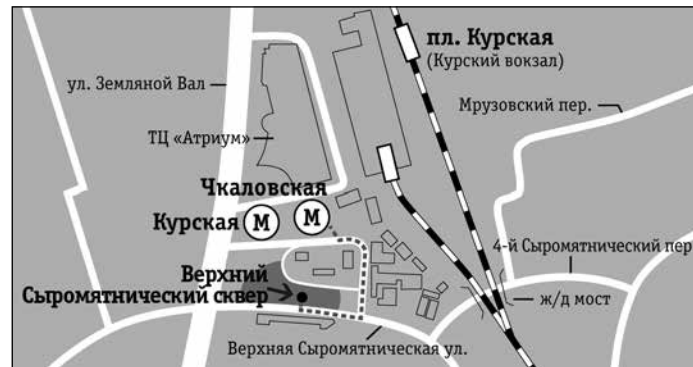 пл. Курская
(Курский вокзал)
ул. Земляной Вал
Мрузовский пер.
ТЦ «Атриум»
Чкаловская
Курская М М
4-й Сыромятнический пер
Верхний
Сыромятнический сквер
ж/д мост
Верхняя Сыромятническая ул.